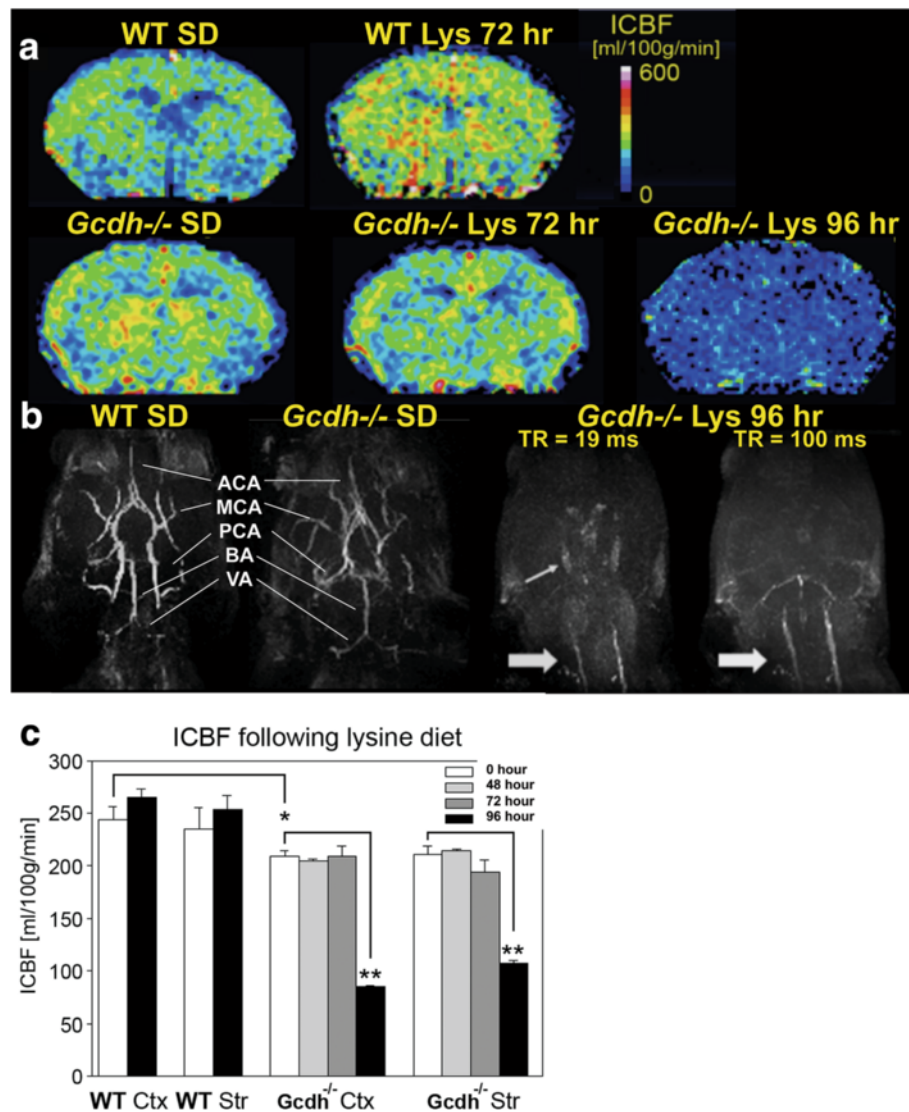 a
WT SD
WT Lys 72 hr
ICBF
[ml/100g/min]
600
0
Gcdh-/- SD
Gcdh-/- Lys 72 hr
Gcdh-/- Lys 96 hr
b
WT SD
Gcdh-/- SD
Gcdh-/- Lys 96 hr
TR = 19 ms
TR = 100 ms
ACA
MCA
PCA
BA
VA
c
ICBF following lysine diet
ICBF [ml/100g/min]
300
250
200
150
100
50
0
0 hour
48 hour
72 hour
96 hour
*
**
**
WT Ctx
WT Str
Gcdh-/- Ctx
Gcdh-/- Str